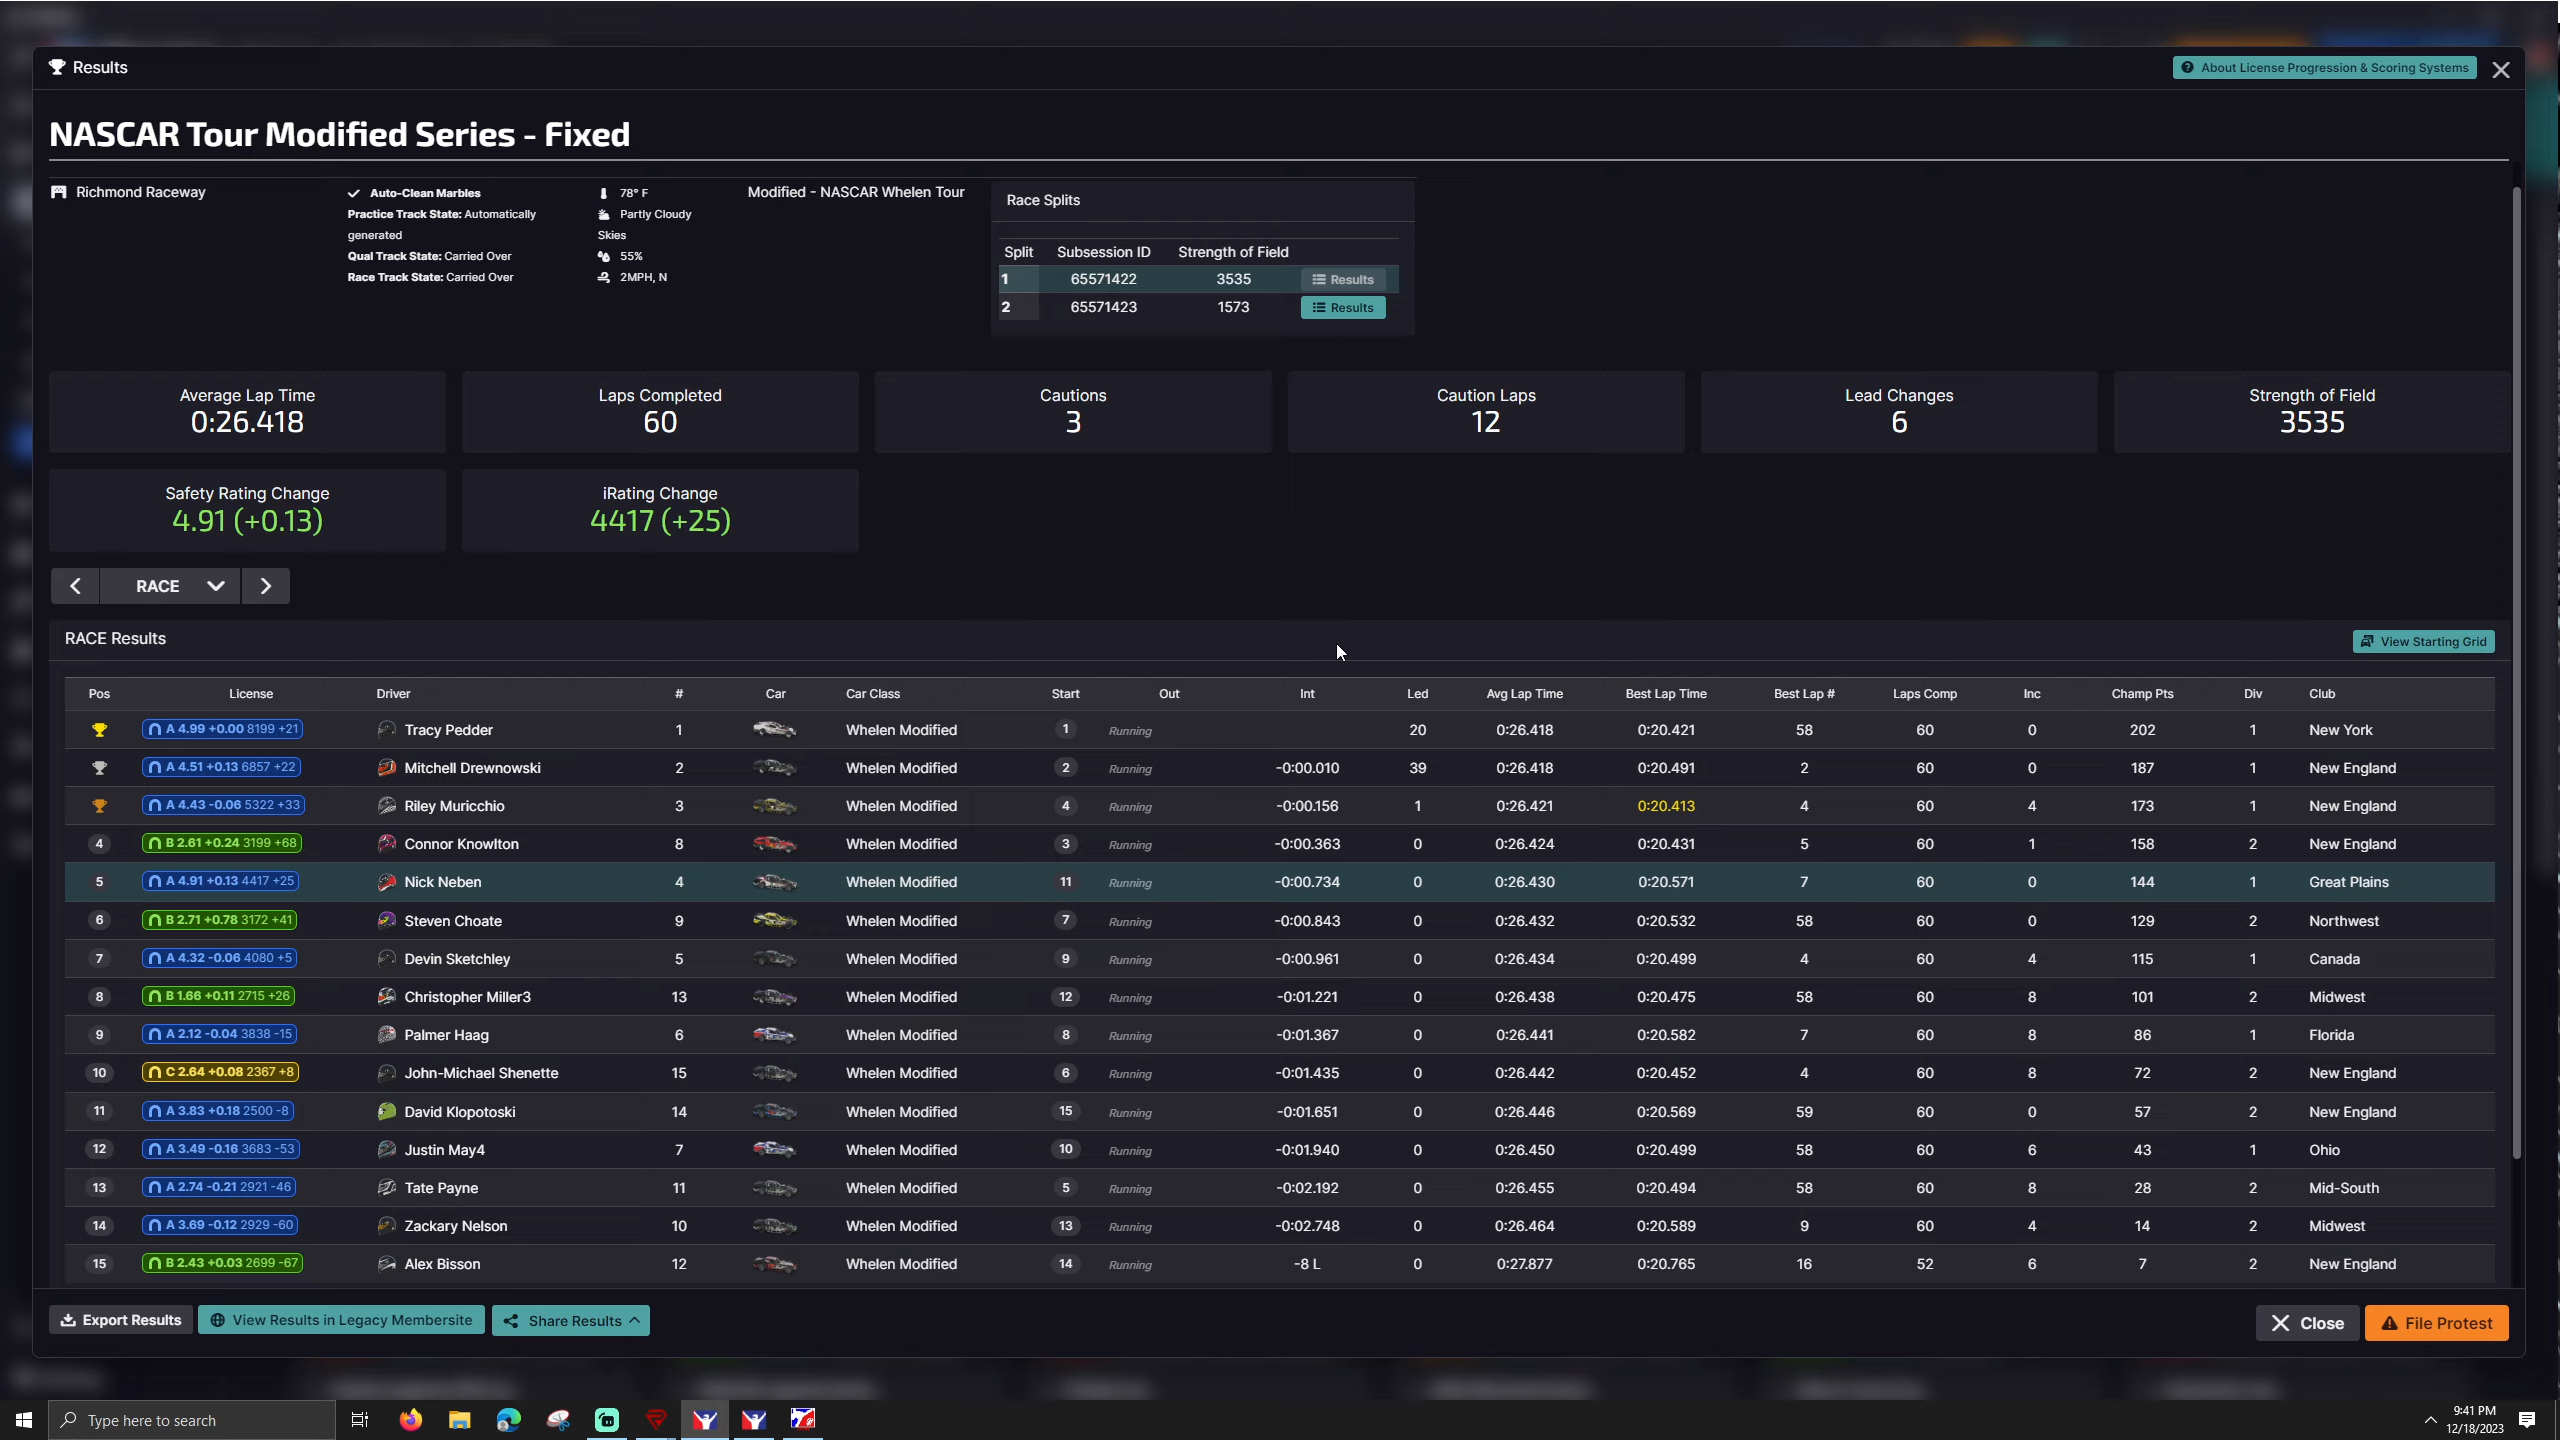 Results
About License Progression & Scoring Systems
NASCAR Tour Modified Series - Fixed
Richmond Raceway
Auto-Clean Marbles
Practice Track State: Automatically
generated
Qual Track State: Carried Over
Race Track State: Carried Over
78° F
Partly Cloudy
Skies
55%
2MPH, N
Modified - NASCAR Whelen Tour
Race Splits
Split Subsession ID Strength of Field
1 65571422 3535 Results
2 65571423 1573 Results
Average Lap Time
0:26.418
Laps Completed
60
Cautions
3
Caution Laps
12
Lead Changes
6
Strength of Field
3535
Safety Rating Change
4.91 (+0.13)
iRating Change
4417 (+25)
RACE
RACE Results
View Starting Grid
Pos License Driver # Car Car Class Start Out Int Led Avg Lap Time Best Lap Time Best Lap # Laps Comp Inc Champ Pts Div Club
A 4.99 +0.00 8199 +21 Tracy Pedder 1 Whelen Modified 1 Running 20 0:26.418 0:20.421 58 60 0 202 1 New York
A 4.51 +0.13 6857 +22 Mitchell Drewnowski 2 Whelen Modified 2 Running -0:00.010 39 0:26.418 0:20.491 2 60 0 187 1 New England
A 4.43 -0.06 5322 +33 Riley Muricchio 3 Whelen Modified 4 Running -0:00.156 1 0:26.421 0:20.413 4 60 4 173 1 New England
4 B 2.61 +0.24 3199 +68 Connor Knowlton 8 Whelen Modified 3 Running -0:00.363 0 0:26.424 0:20.431 5 60 1 158 2 New England
5 A 4.91 +0.13 4417 +25 Nick Neben 4 Whelen Modified 11 Running -0:00.734 0 0:26.430 0:20.571 7 60 0 144 1 Great Plains
6 B 2.71 +0.78 3172 +41 Steven Choate 9 Whelen Modified 7 Running -0:00.843 0 0:26.432 0:20.532 58 60 0 129 2 Northwest
7 A 4.32 -0.06 4080 +5 Devin Sketchley 5 Whelen Modified 9 Running -0:00.961 0 0:26.434 0:20.499 4 60 4 115 1 Canada
8 B 1.66 +0.11 2715 +26 Christopher Miller3 13 Whelen Modified 12 Running -0:01.221 0 0:26.438 0:20.475 58 60 8 101 2 Midwest
9 A 2.12 -0.04 3838 -15 Palmer Haag 6 Whelen Modified 8 Running -0:01.367 0 0:26.441 0:20.582 7 60 8 86 1 Florida
10 C 2.64 +0.08 2367 +8 John-Michael Shenette 15 Whelen Modified 6 Running -0:01.435 0 0:26.442 0:20.452 4 60 8 72 2 New England
11 A 3.83 +0.18 2500 -8 David Klopotoski 14 Whelen Modified 15 Running -0:01.651 0 0:26.446 0:20.569 59 60 0 57 2 New England
12 A 3.49 -0.16 3683 -53 Justin May4 7 Whelen Modified 10 Running -0:01.940 0 0:26.450 0:20.499 58 60 6 43 1 Ohio
13 A 2.74 -0.21 2921 -46 Tate Payne 11 Whelen Modified 5 Running -0:02.192 0 0:26.455 0:20.494 58 60 8 28 2 Mid-South
14 A 3.69 -0.12 2929 -60 Zackary Nelson 10 Whelen Modified 13 Running -0:02.748 0 0:26.464 0:20.589 9 60 4 14 2 Midwest
15 B 2.43 +0.03 2699 -67 Alex Bisson 12 Whelen Modified 14 Running -8 L 0 0:27.877 0:20.765 16 52 6 7 2 New England
Export Results
View Results in Legacy Membersite
Share Results
Close
File Protest
Type here to search
9:41 PM
12/18/2023